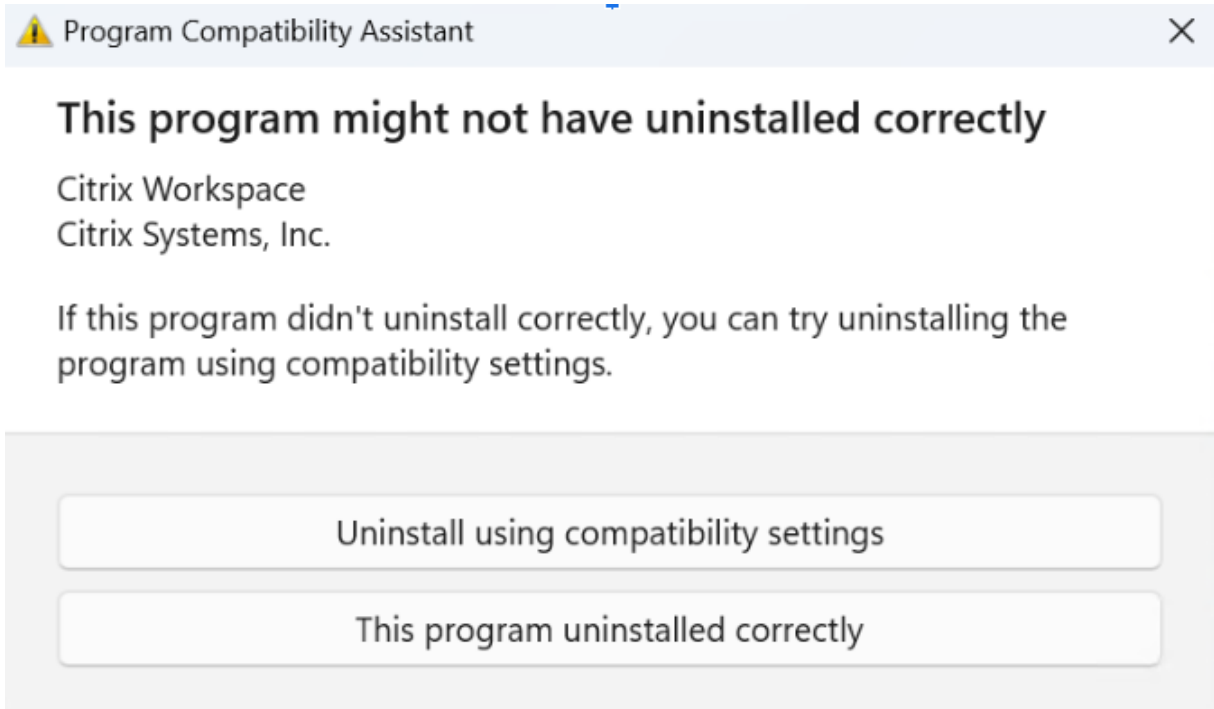 Program Compatibility Assistant
This program might not have uninstalled correctly
Citrix Workspace
Citrix Systems, Inc.
If this program didn't uninstall correctly, you can try uninstalling the
program using compatibility settings.
Uninstall using compatibility settings
This program uninstalled correctly